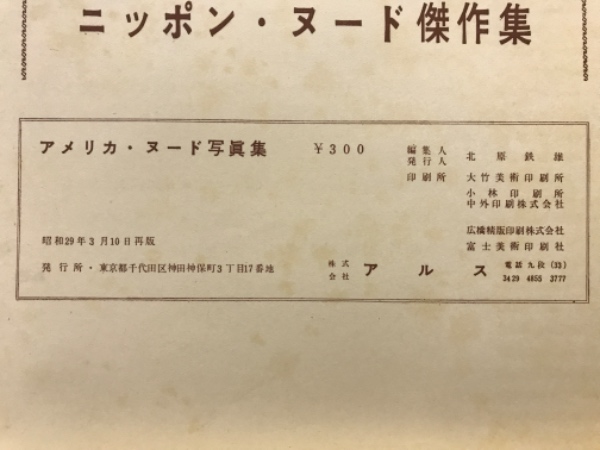 ニッポン・ヌード傑作集
アメリカ・ヌード写眞集 ￥300
編集人
発行人 北原鉄雄
印刷所 大竹美術印刷所
小林印刷所
中外印刷株式会社
広橋精版印刷株式会社
富士美術印刷社
昭和29年3月10日再版
発行所・東京都千代田区神田神保町3丁目17番地
株式会社 アルス
電話九段(33)
3429 4855 3777